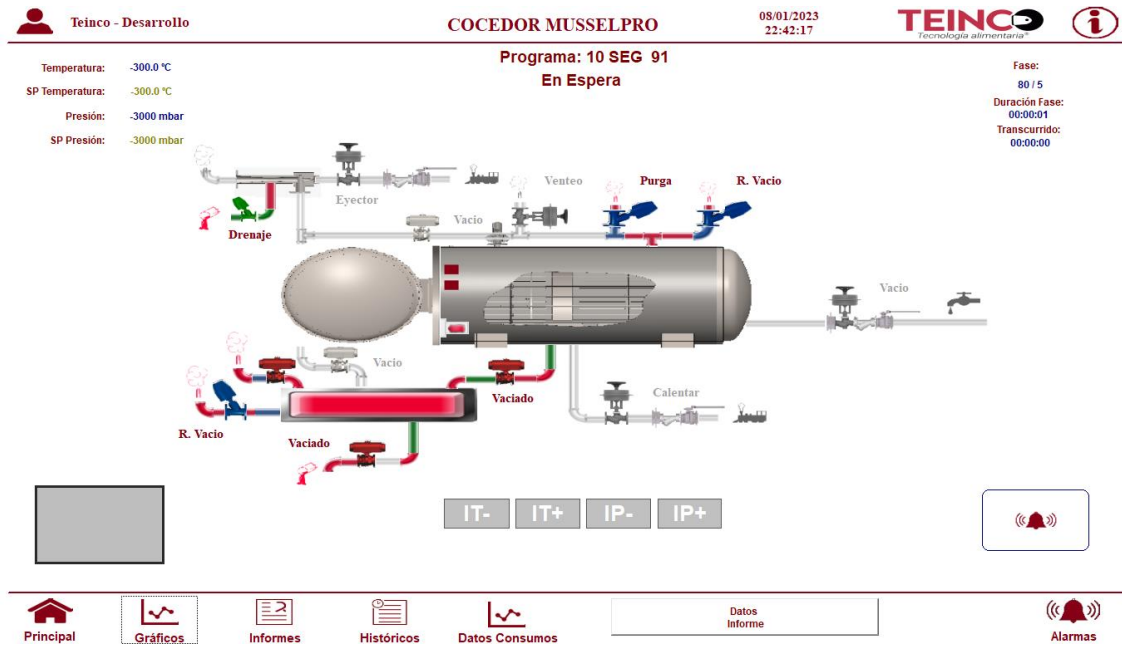 Teinco - Desarrollo
COCEDOR MUSSELPRO
08/01/2023
22:42:17
TEINCO
Tecnología alimentaria®
Programa: 10 SEG 91
En Espera
Temperatura: -300.0 ºC
SP Temperatura: -300.0 ºC
Presión: -3000 mbar
SP Presión: -3000 mbar
Fase:
80 / 5
Duración Fase:
00:00:01
Transcurrido:
00:00:00
Eyector
Venteo
Purga
R. Vacio
Vacio
Drenaje
Vacio
Vacio
Vaciado
Calentar
R. Vacio
Vaciado
IT-
IT+
IP-
IP+
Principal
Gráficos
Informes
Históricos
Datos Consumos
Datos
Informe
Alarmas